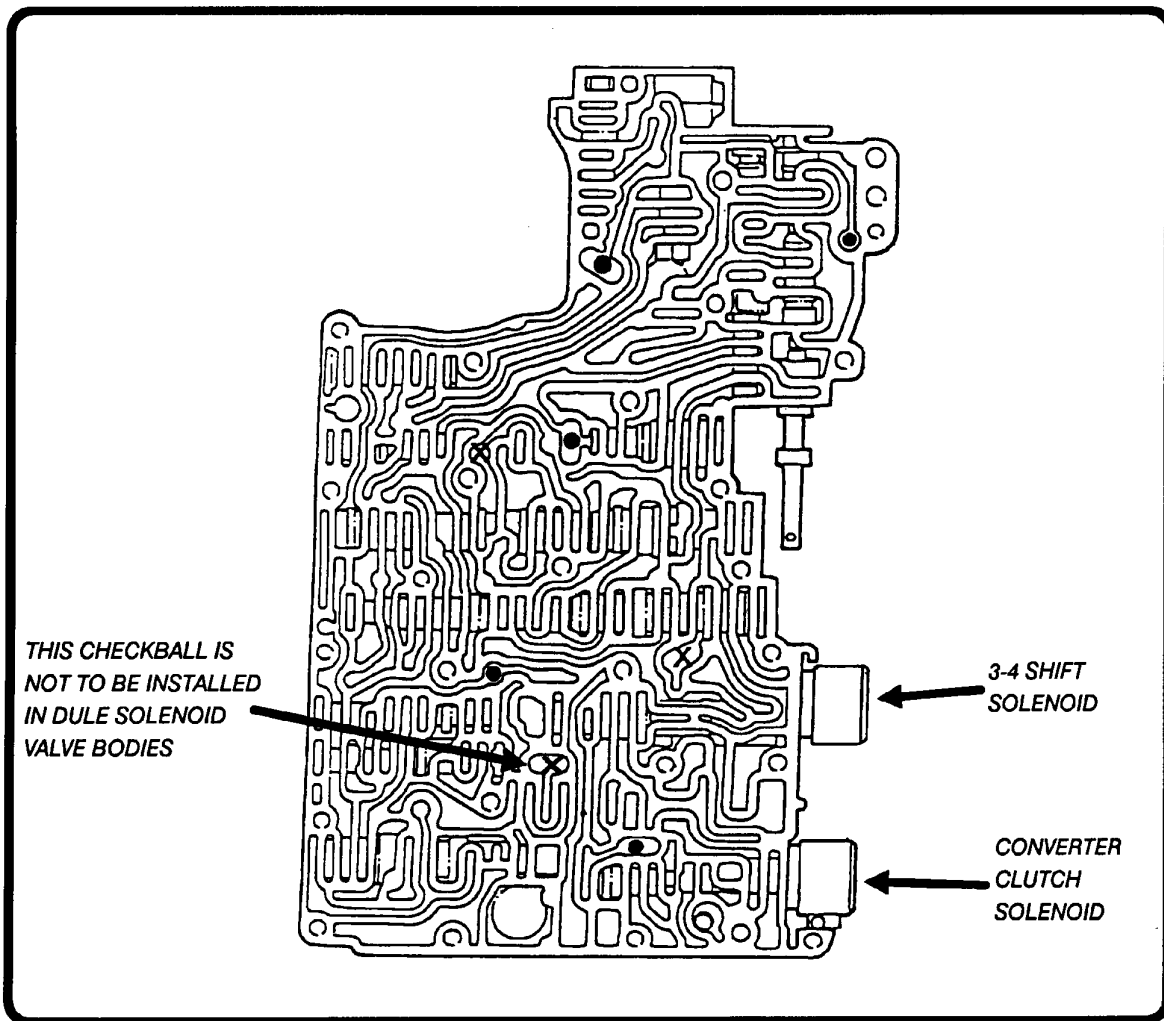 THIS CHECKBALL IS
NOT TO BE INSTALLED
IN DULE SOLENOID
VALVE BODIES
3-4 SHIFT
SOLENOID
CONVERTER
CLUTCH
SOLENOID